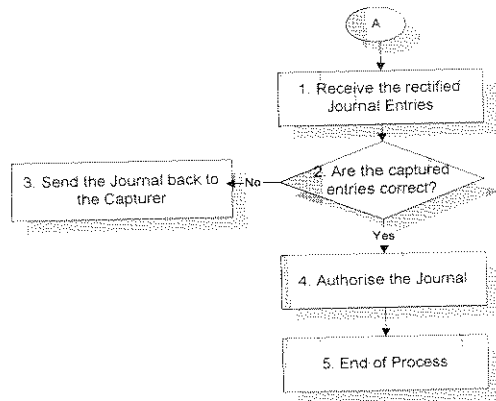 A
1. Receive the rectified
Journal Entries
2. Are the captured
entries correct?
No
3. Send the Journal back to
the Capturer
Yes
4. Authorise the Journal
5. End of Process